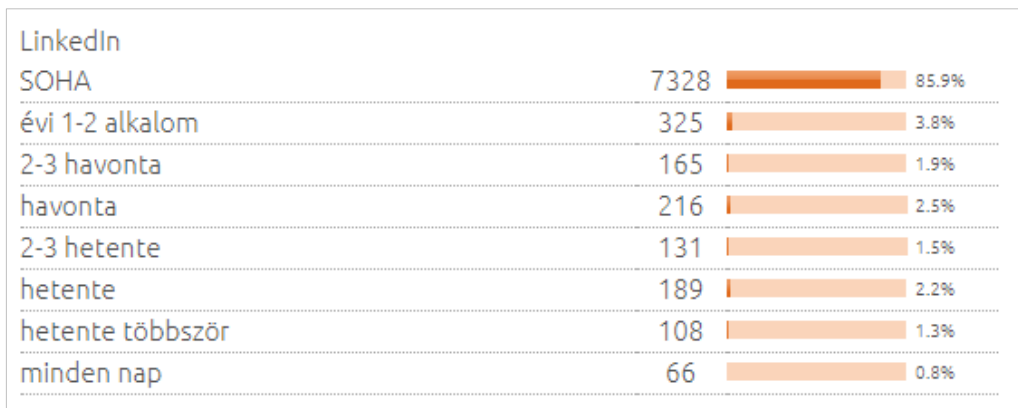 LinkedIn
SOHA 7328 85.9%
évi 1-2 alkalom 325 3.8%
2-3 havonta 165 1.9%
havonta 216 2.5%
2-3 hetente 131 1.5%
hetente 189 2.2%
hetente többször 108 1.3%
minden nap 66 0.8%